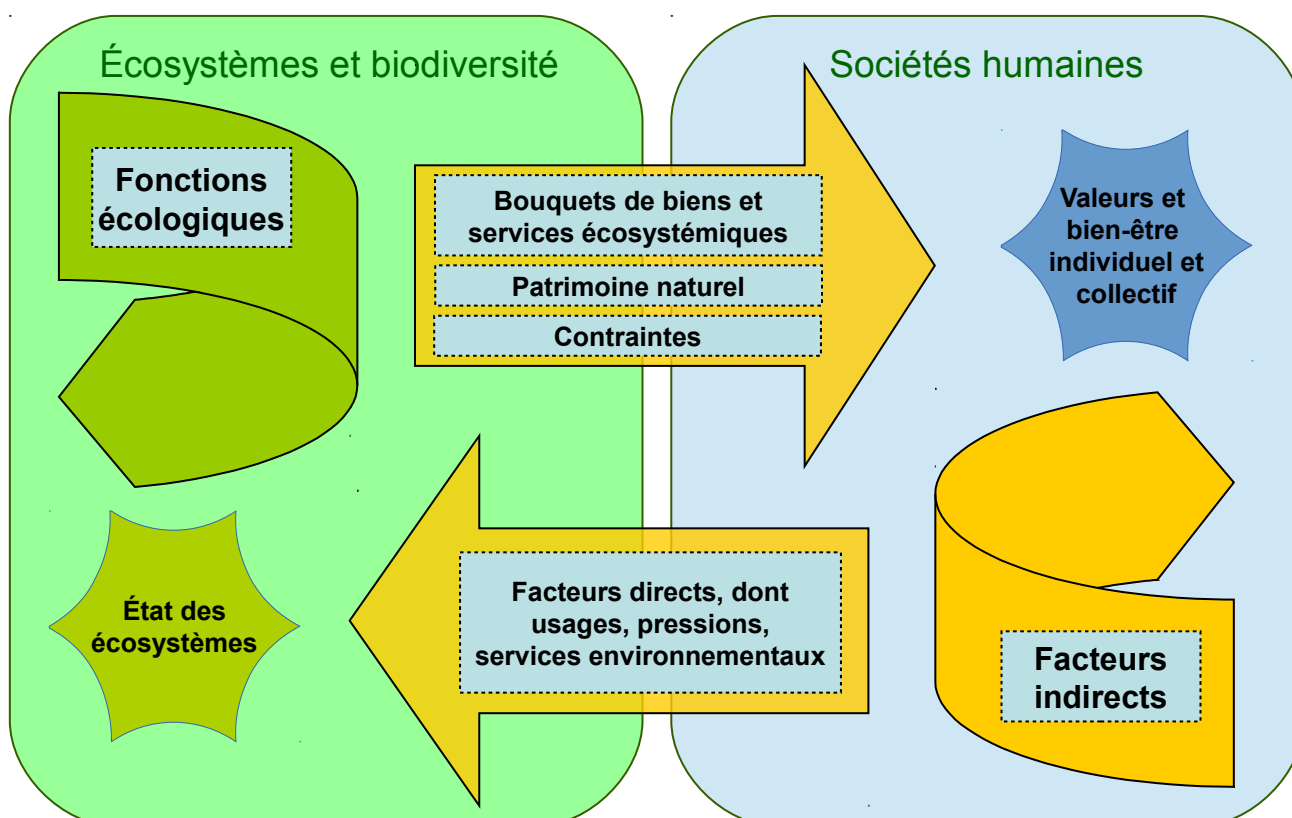 Écosystèmes et biodiversité
Sociétés humaines
Fonctions
écologiques
Bouquets de biens et
services écosystémiques
Patrimoine naturel
Contraintes
Valeurs et
bien-être
individuel et
collectif
État des
écosystèmes
Facteurs directs, dont
usages, pressions,
services environnementaux
Facteurs
indirects